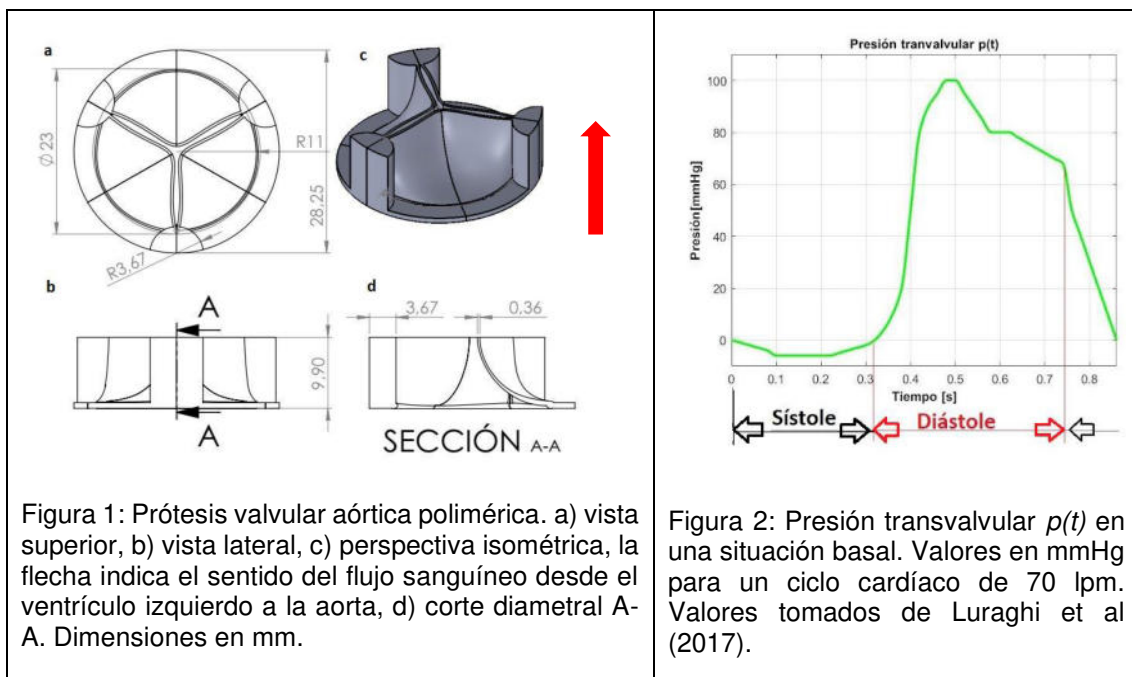 a
c
Ø23
R11
28,25
R3,67
b
A
A
9,90
d
3,67
0,36
SECCIÓN A-A
Figura 1: Prótesis valvular aórtica polimérica. a) vista
superior, b) vista lateral, c) perspectiva isométrica, la
flecha indica el sentido del flujo sanguíneo desde el
ventrículo izquierdo a la aorta, d) corte diametral A-
A. Dimensiones en mm.
Presión tranvalvular p(t)
Presión[mmHg]
100
80
60
40
20
0
0 0.1 0.2 0.3 0.4 0.5 0.6 0.7 0.8
Tiempo [s]
Sístole
Diástole
Figura 2: Presión transvalvular p(t) en
una situación basal. Valores en mmHg
para un ciclo cardíaco de 70 lpm.
Valores tomados de Luraghi et al
(2017).